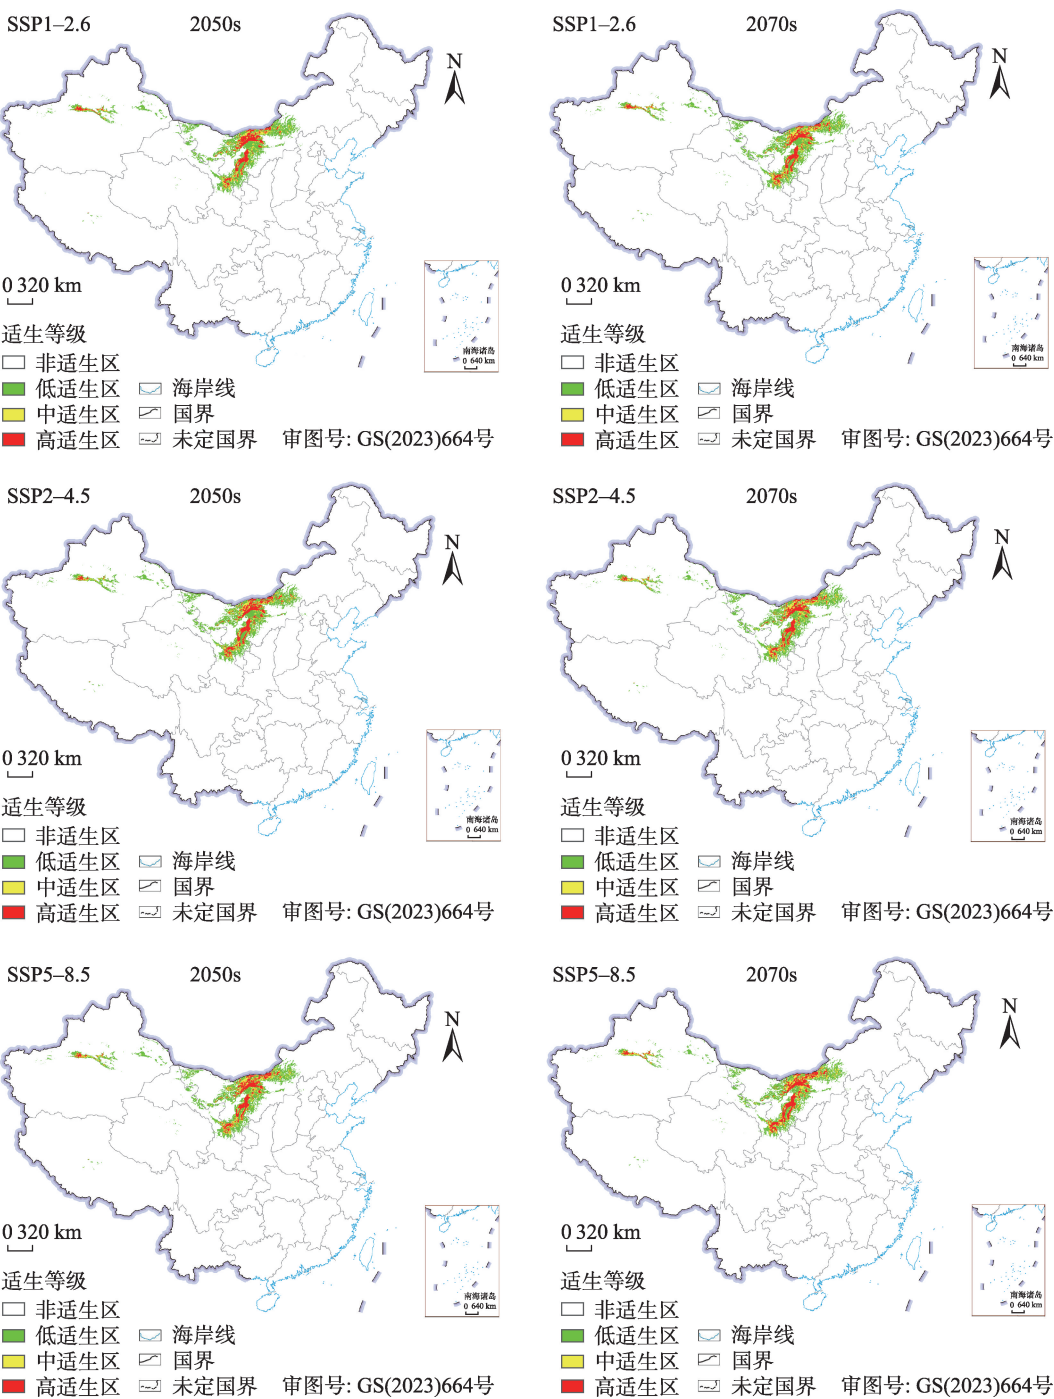 SSP1–2.6 2050s
N
0 320 km
适生等级
非适生区
低适生区 海岸线
中适生区 国界
高适生区 未定国界 审图号: GS(2023)664号
南海诸岛
0 640 km
SSP1–2.6 2070s
N
0 320 km
适生等级
非适生区
低适生区 海岸线
中适生区 国界
高适生区 未定国界 审图号: GS(2023)664号
南海诸岛
0 640 km
SSP2–4.5 2050s
N
0 320 km
适生等级
非适生区
低适生区 海岸线
中适生区 国界
高适生区 未定国界 审图号: GS(2023)664号
南海诸岛
0 640 km
SSP2–4.5 2070s
N
0 320 km
适生等级
非适生区
低适生区 海岸线
中适生区 国界
高适生区 未定国界 审图号: GS(2023)664号
南海诸岛
0 640 km
SSP5–8.5 2050s
N
0 320 km
适生等级
非适生区
低适生区 海岸线
中适生区 国界
高适生区 未定国界 审图号: GS(2023)664号
南海诸岛
0 640 km
SSP5–8.5 2070s
N
0 320 km
适生等级
非适生区
低适生区 海岸线
中适生区 国界
高适生区 未定国界 审图号: GS(2023)664号
南海诸岛
0 640 km